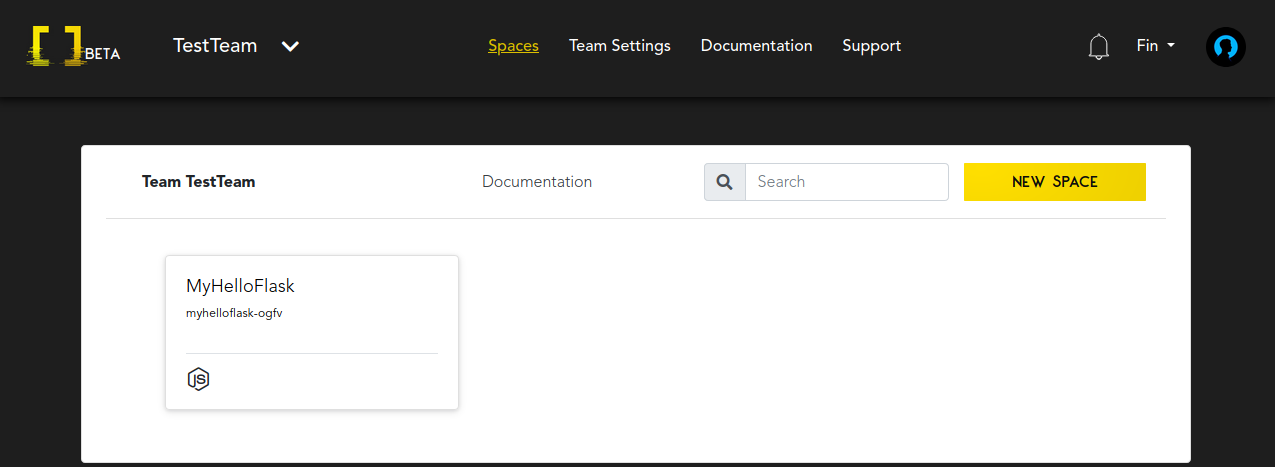 [ ] BETA
TestTeam
Spaces Team Settings Documentation Support
Fin
Team TestTeam
Documentation
Search
NEW SPACE
MyHelloFlask
myhelloflask-ogfv
JS